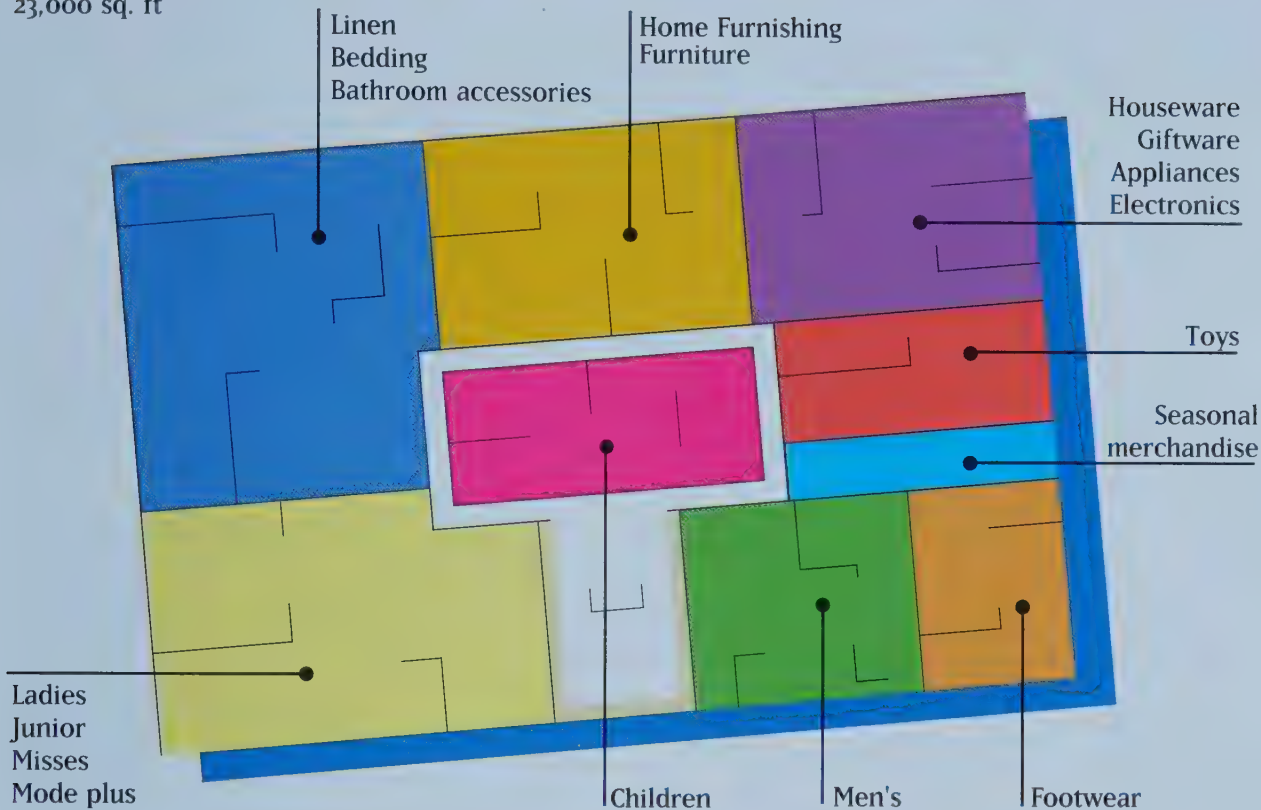 23,000 sq. ft
Linen
Bedding
Bathroom accessories
Home Furnishing
Furniture
Houseware
Giftware
Appliances
Electronics
Toys
Seasonal
merchandise
Ladies
Junior
Misses
Mode plus
Children
Men's
Footwear